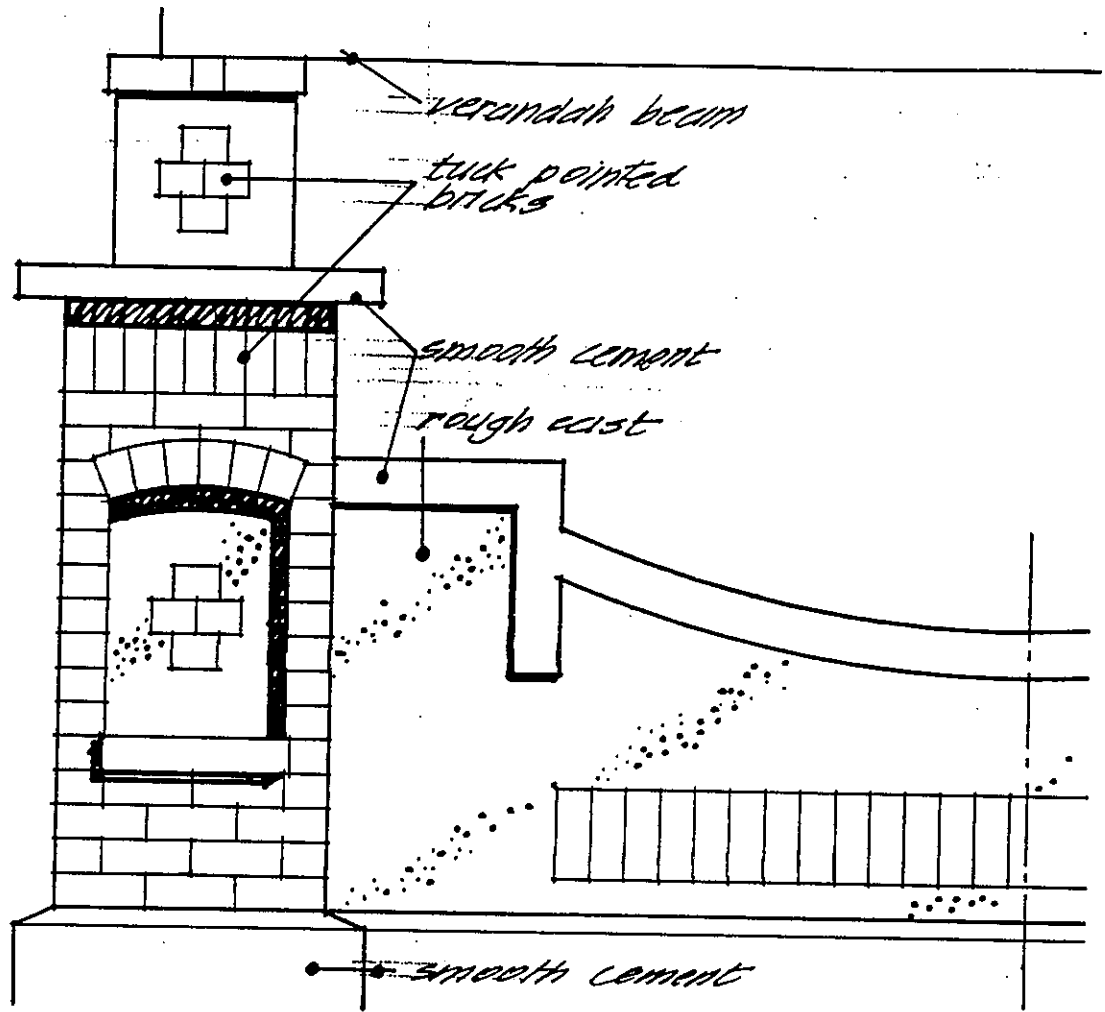 verandah beam
tuck pointed
bricks
smooth cement
rough cast
smooth cement